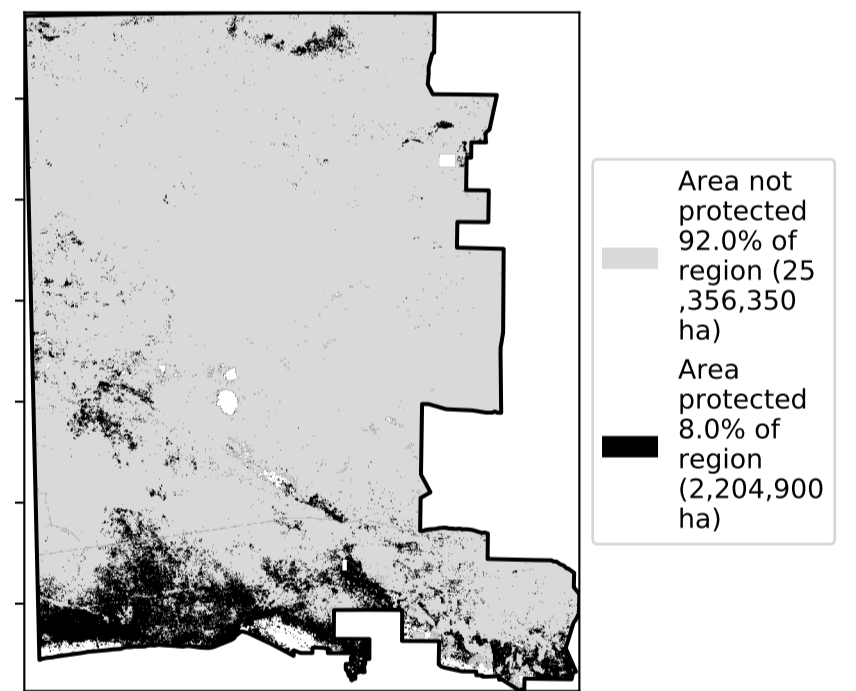 Area not
protected
92.0% of
region (25
,356,350
ha)
Area
protected
8.0% of
region
(2,204,900
ha)